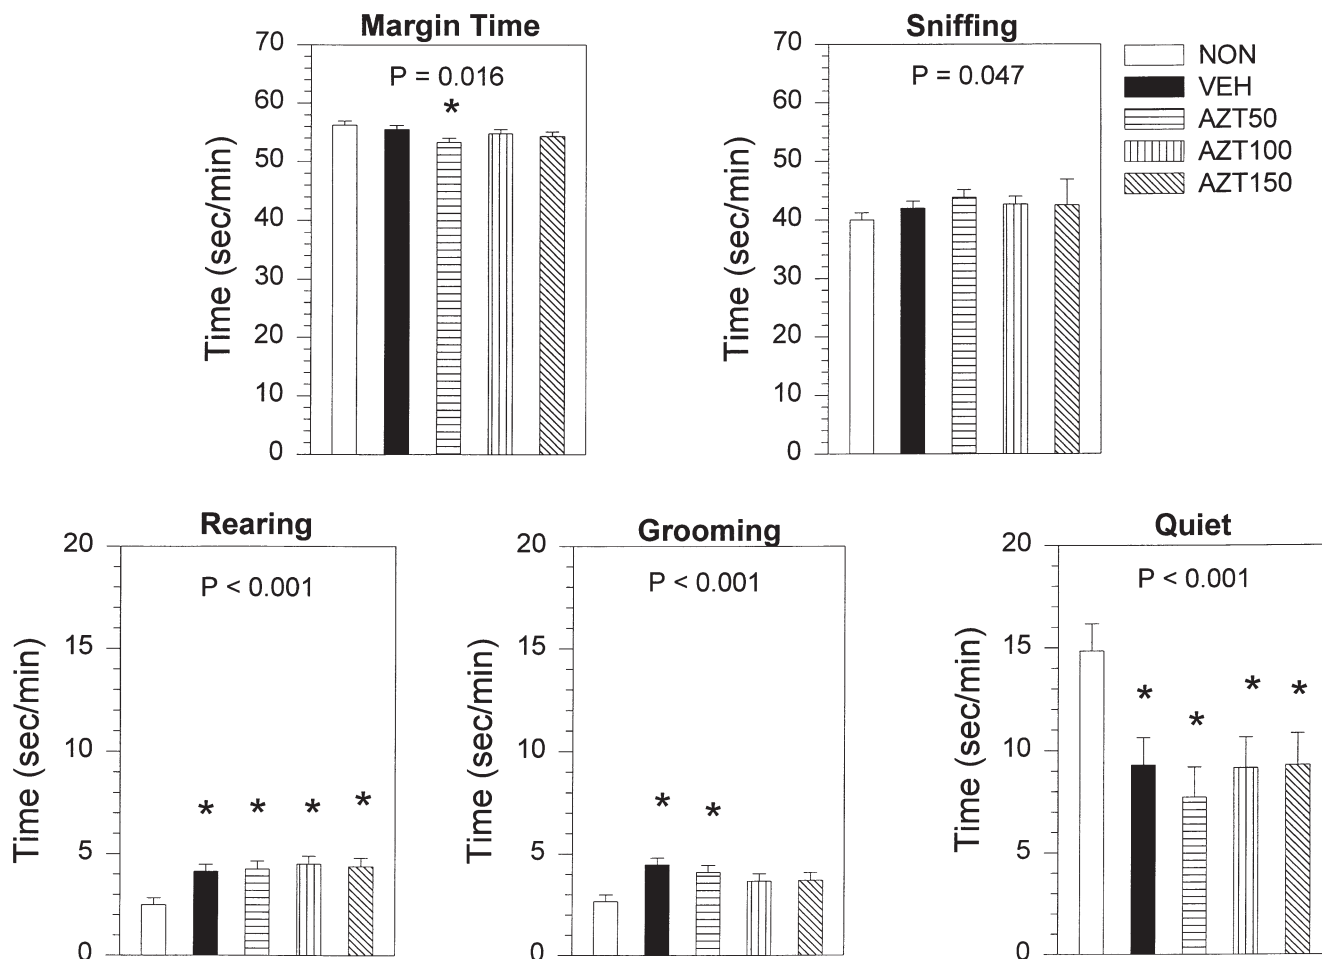 Margin Time
Sniffing
70
60
50
40
30
20
10
0
Time (sec/min)
P = 0.016
*
70
60
50
40
30
20
10
0
Time (sec/min)
P = 0.047
NON
VEH
AZT50
AZT100
AZT150
Rearing
20
15
10
5
0
Time (sec/min)
P < 0.001
* * * *
Grooming
20
15
10
5
0
Time (sec/min)
P < 0.001
* *
Quiet
20
15
10
5
0
Time (sec/min)
P < 0.001
* * * *